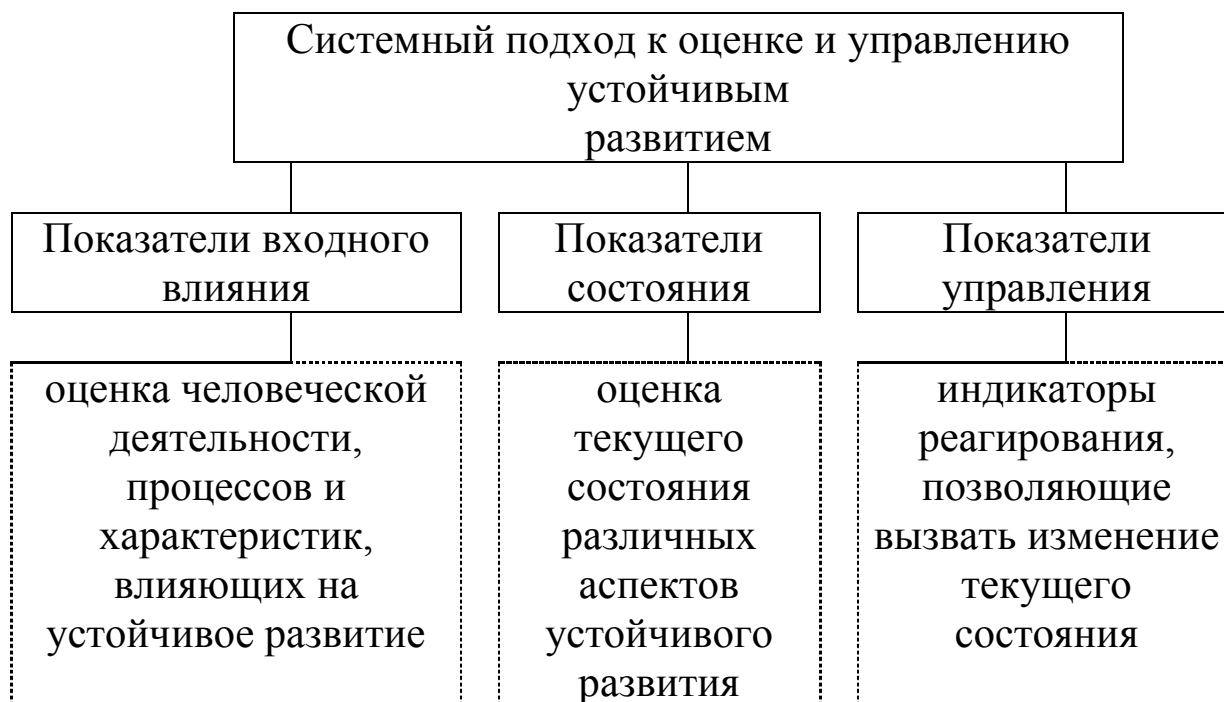 Системный подход к оценке и управлению
устойчивым
развитием
Показатели входного
влияния
Показатели
состояния
Показатели
управления
оценка человеческой
деятельности,
процессов и
характеристик,
влияющих на
устойчивое развитие
оценка
текущего
состояния
различных
аспектов
устойчивого
развития
индикаторы
реагирования,
позволяющие
вызвать изменение
текущего
состояния